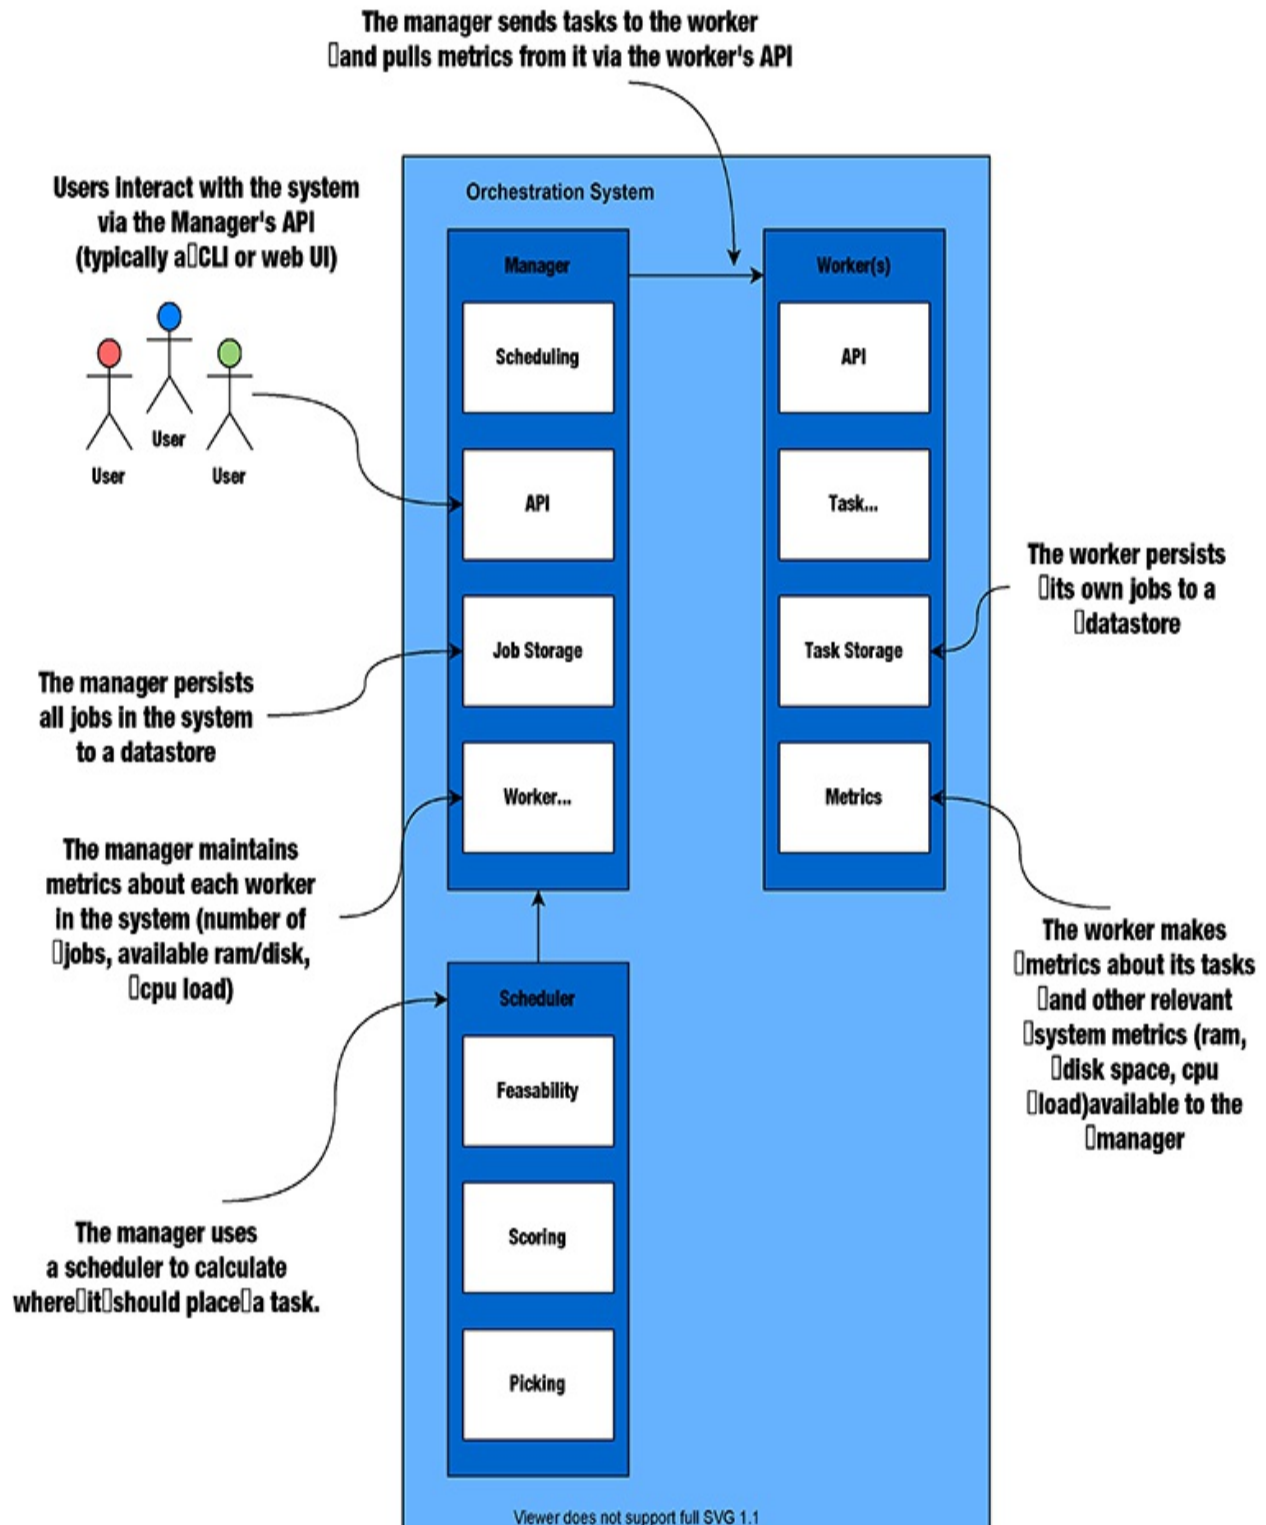 The manager sends tasks to the worker
▯and pulls metrics from it via the worker's API
Users interact with the system
via the Manager's API
(typically a▯CLI or web UI)
User
User
User
Orchestration System
Manager
Scheduling
API
Job Storage
Worker...
Worker(s)
API
Task...
Task Storage
Metrics
The worker persists
▯its own jobs to a
▯datastore
The manager persists
all jobs in the system
to a datastore
The manager maintains
metrics about each worker
in the system (number of
▯jobs, available ram/disk,
▯cpu load)
The worker makes
▯metrics about its tasks
▯and other relevant
▯system metrics (ram,
▯disk space, cpu
▯load)available to the
▯manager
Scheduler
Feasability
Scoring
Picking
The manager uses
a scheduler to calculate
where▯it▯should place▯a task.
Viewer does not support full SVG 1.1